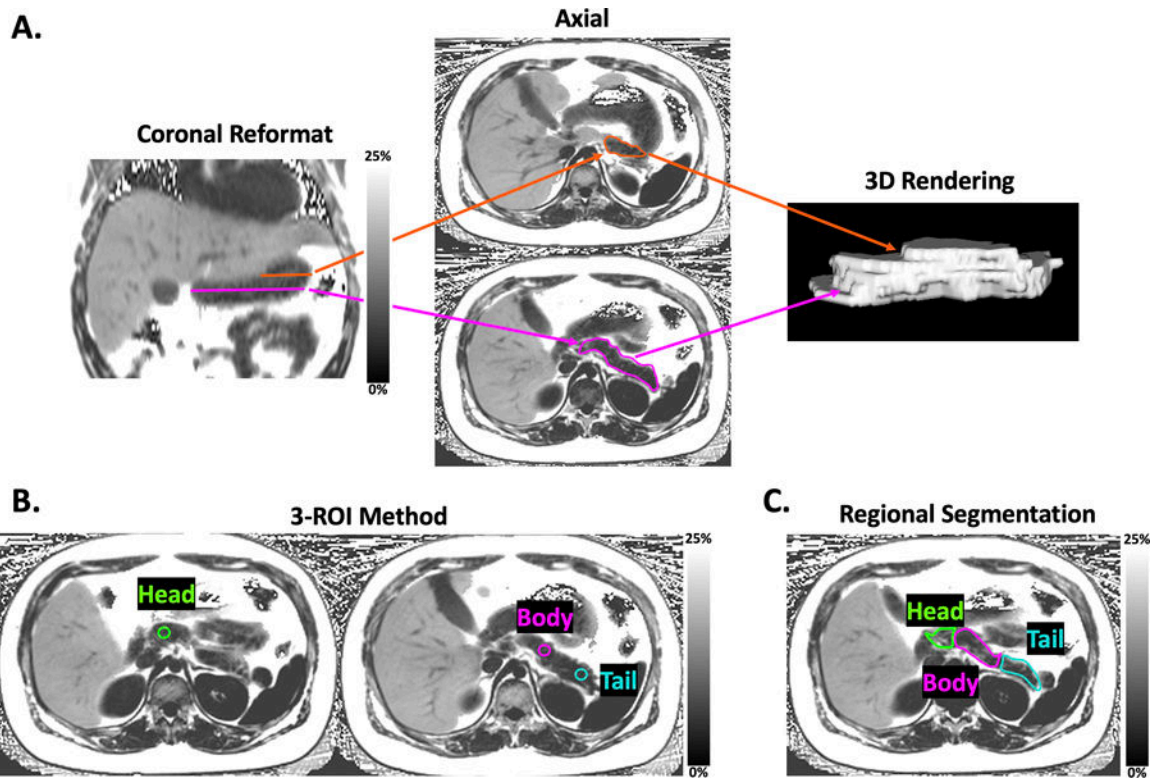 A.
Axial
Coronal Reformat
25%
0%
3D Rendering
B.
3-ROI Method
25%
Head
Body
Tail
0%
C.
Regional Segmentation
25%
Head
Tail
Body
0%